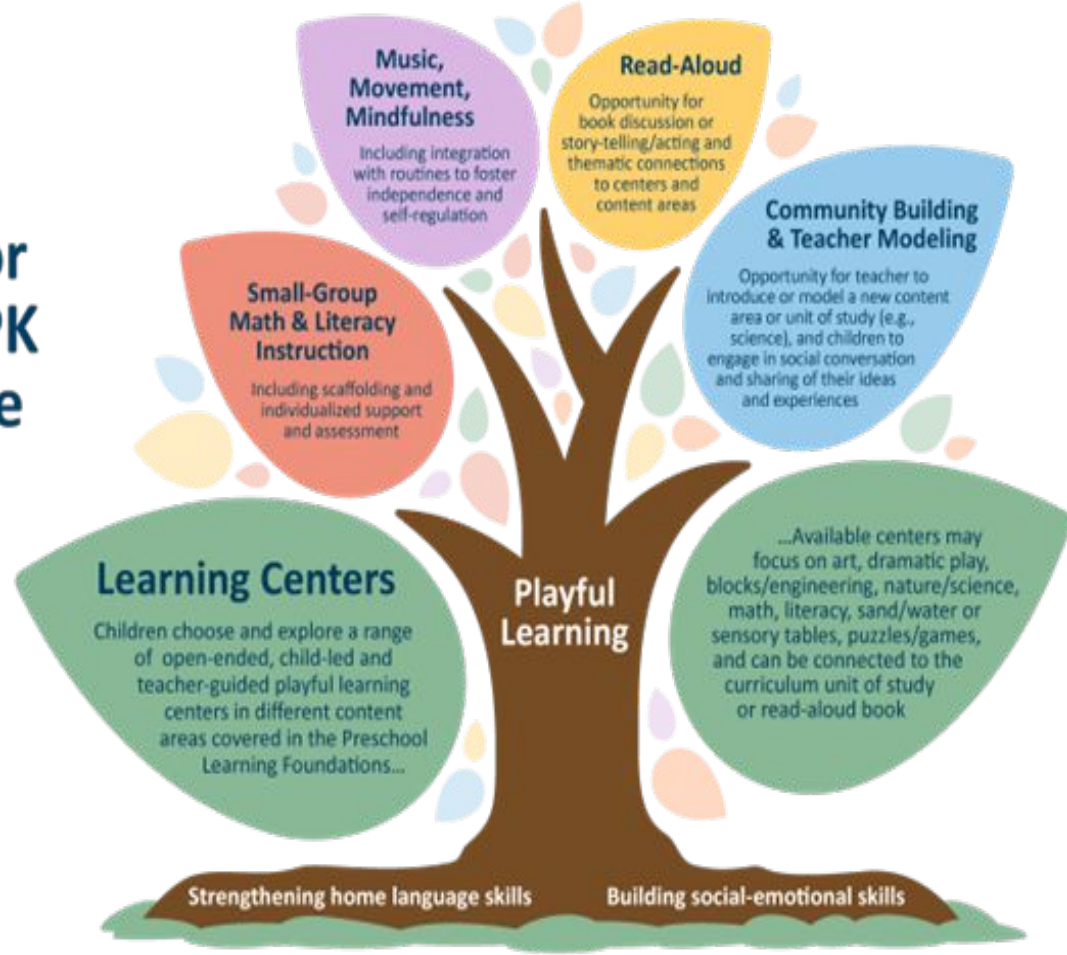 or
PK
e
Music,
Movement,
Mindfulness
Including integration
with routines to foster
independence and
self-regulation
Read-Aloud
Opportunity for
book discussion or
story-telling/acting and
thematic connections
to centers and
content areas
Community Building
& Teacher Modeling
Opportunity for teacher to
introduce or model a new content
area or unit of study (e.g.,
science), and children to
engage in social conversation
and sharing of their ideas
and experiences
Small-Group
Math & Literacy
Instruction
Including scaffolding and
individualized support
and assessment
Learning Centers
Children choose and explore a range
of open-ended, child-led and
teacher-guided playful learning
centers in different content
areas covered in the Preschool
Learning Foundations...
...Available centers may
focus on art, dramatic play,
blocks/engineering, nature/science,
math, literacy, sand/water or
sensory tables, puzzles/games,
and can be connected to the
curriculum unit of study
or read-aloud book
Playful
Learning
Strengthening home language skills
Building social-emotional skills